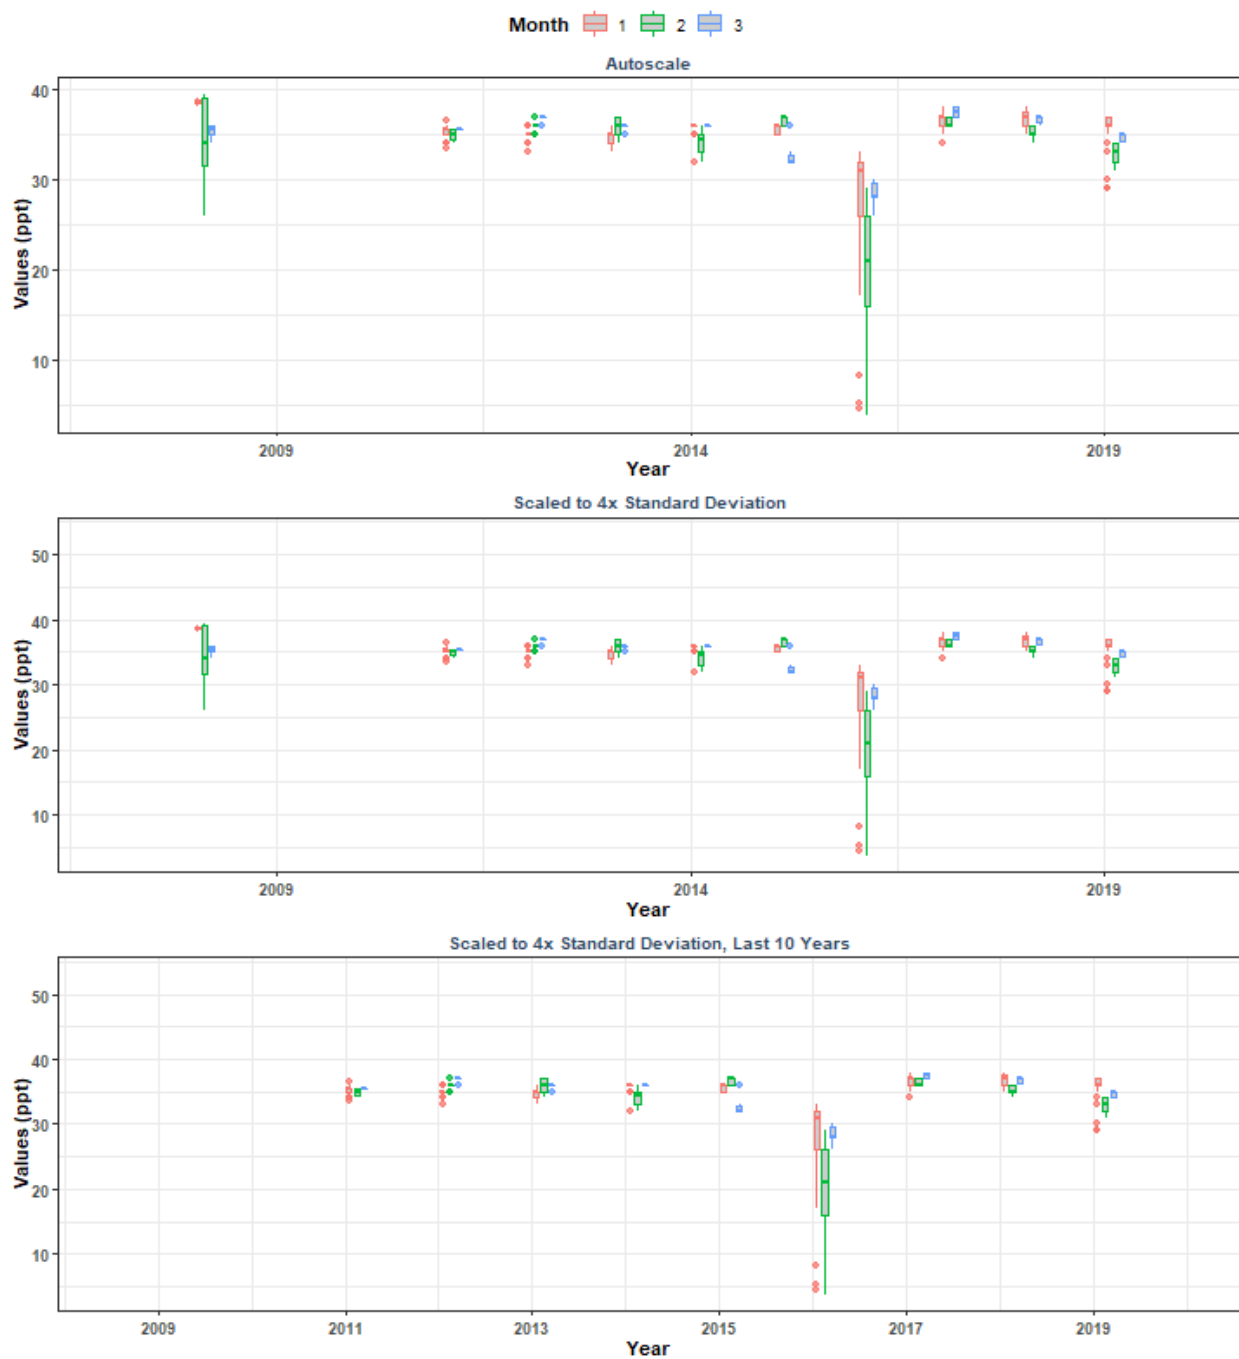 Month 1 2 3
Autoscale
40
30
20
10
Values (ppt)
2009 2014 2019
Year
Scaled to 4x Standard Deviation
50
40
30
20
10
Values (ppt)
2009 2014 2019
Year
Scaled to 4x Standard Deviation, Last 10 Years
50
40
30
20
10
Values (ppt)
2009 2011 2013 2015 2017 2019
Year